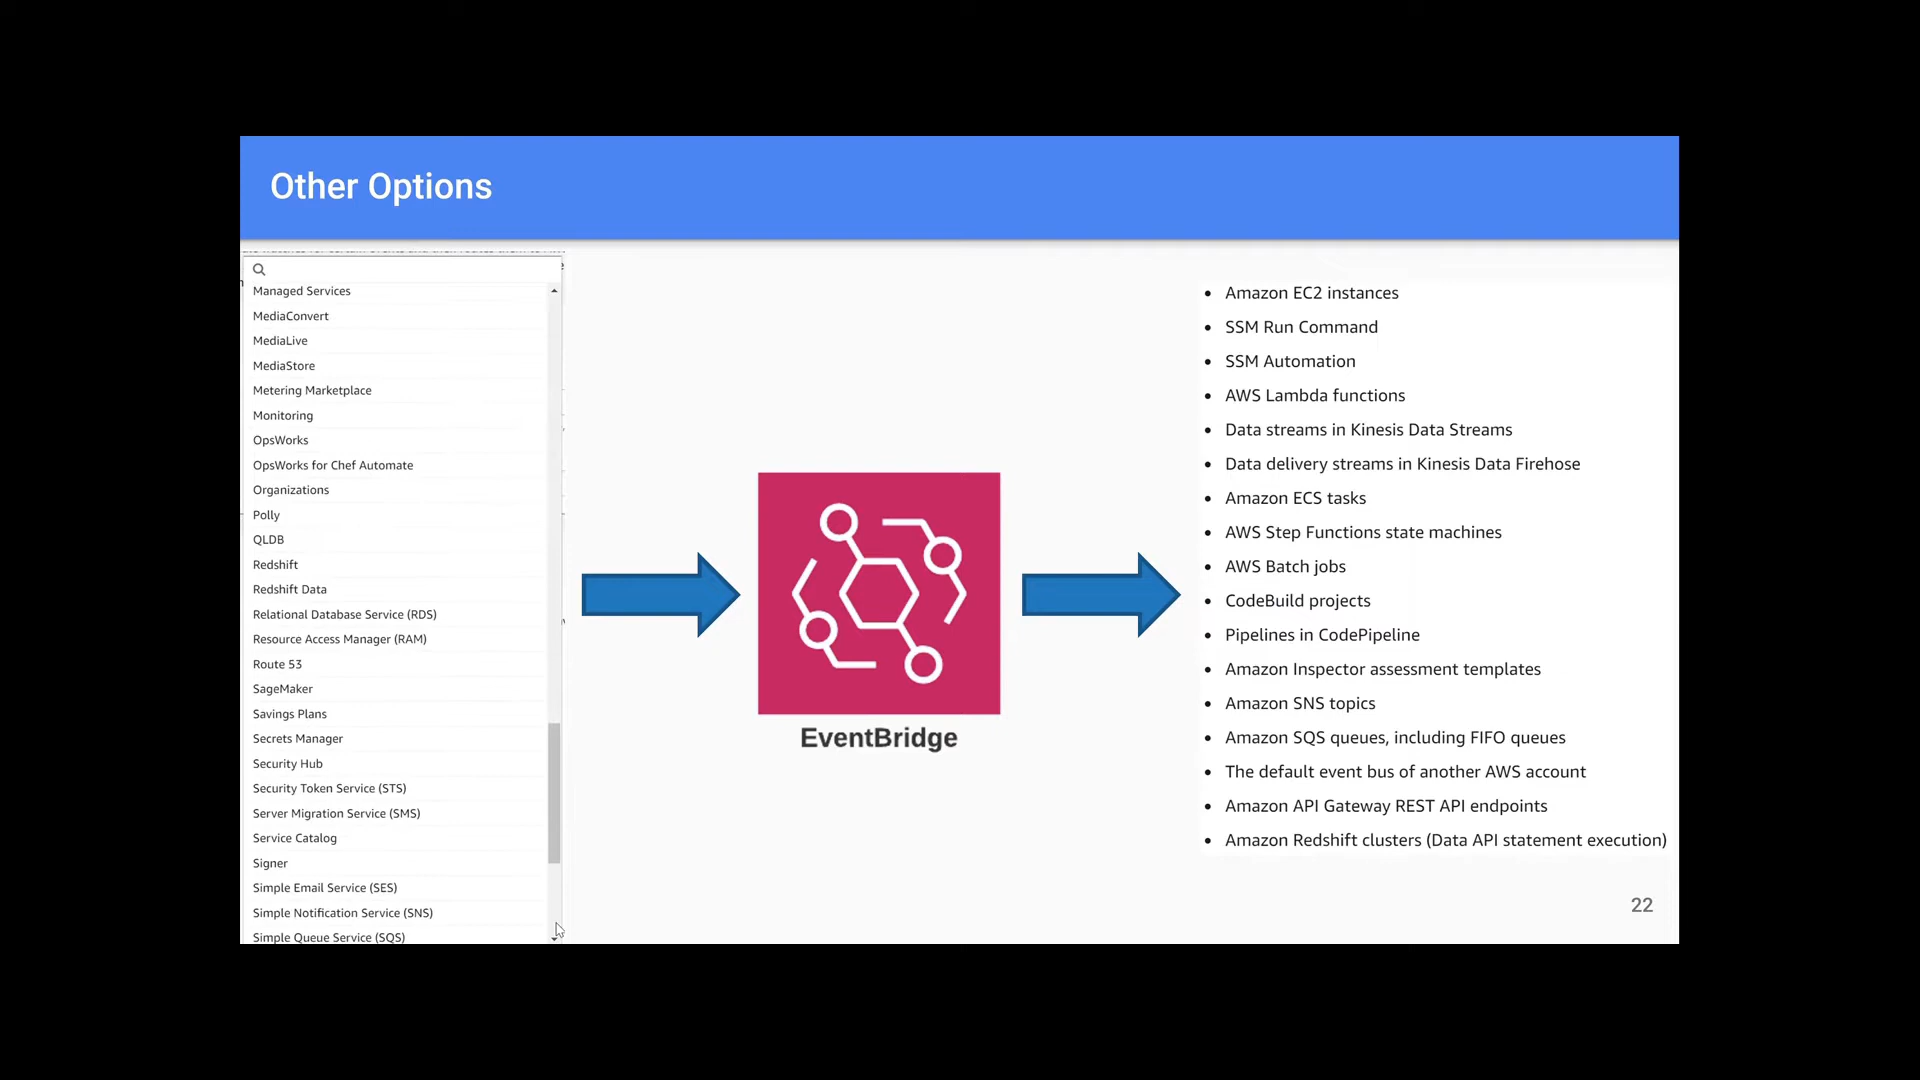 Other Options
Managed Services
MediaConvert
MediaLive
MediaStore
Metering Marketplace
Monitoring
OpsWorks
OpsWorks for Chef Automate
Organizations
Polly
QLDB
Redshift
Redshift Data
Relational Database Service (RDS)
Resource Access Manager (RAM)
Route 53
SageMaker
Savings Plans
Secrets Manager
Security Hub
Security Token Service (STS)
Server Migration Service (SMS)
Service Catalog
Signer
Simple Email Service (SES)
Simple Notification Service (SNS)
Simple Queue Service (SQS)
EventBridge
• Amazon EC2 instances
• SSM Run Command
• SSM Automation
• AWS Lambda functions
• Data streams in Kinesis Data Streams
• Data delivery streams in Kinesis Data Firehose
• Amazon ECS tasks
• AWS Step Functions state machines
• AWS Batch jobs
• CodeBuild projects
• Pipelines in CodePipeline
• Amazon Inspector assessment templates
• Amazon SNS topics
• Amazon SQS queues, including FIFO queues
• The default event bus of another AWS account
• Amazon API Gateway REST API endpoints
• Amazon Redshift clusters (Data API statement execution)
22